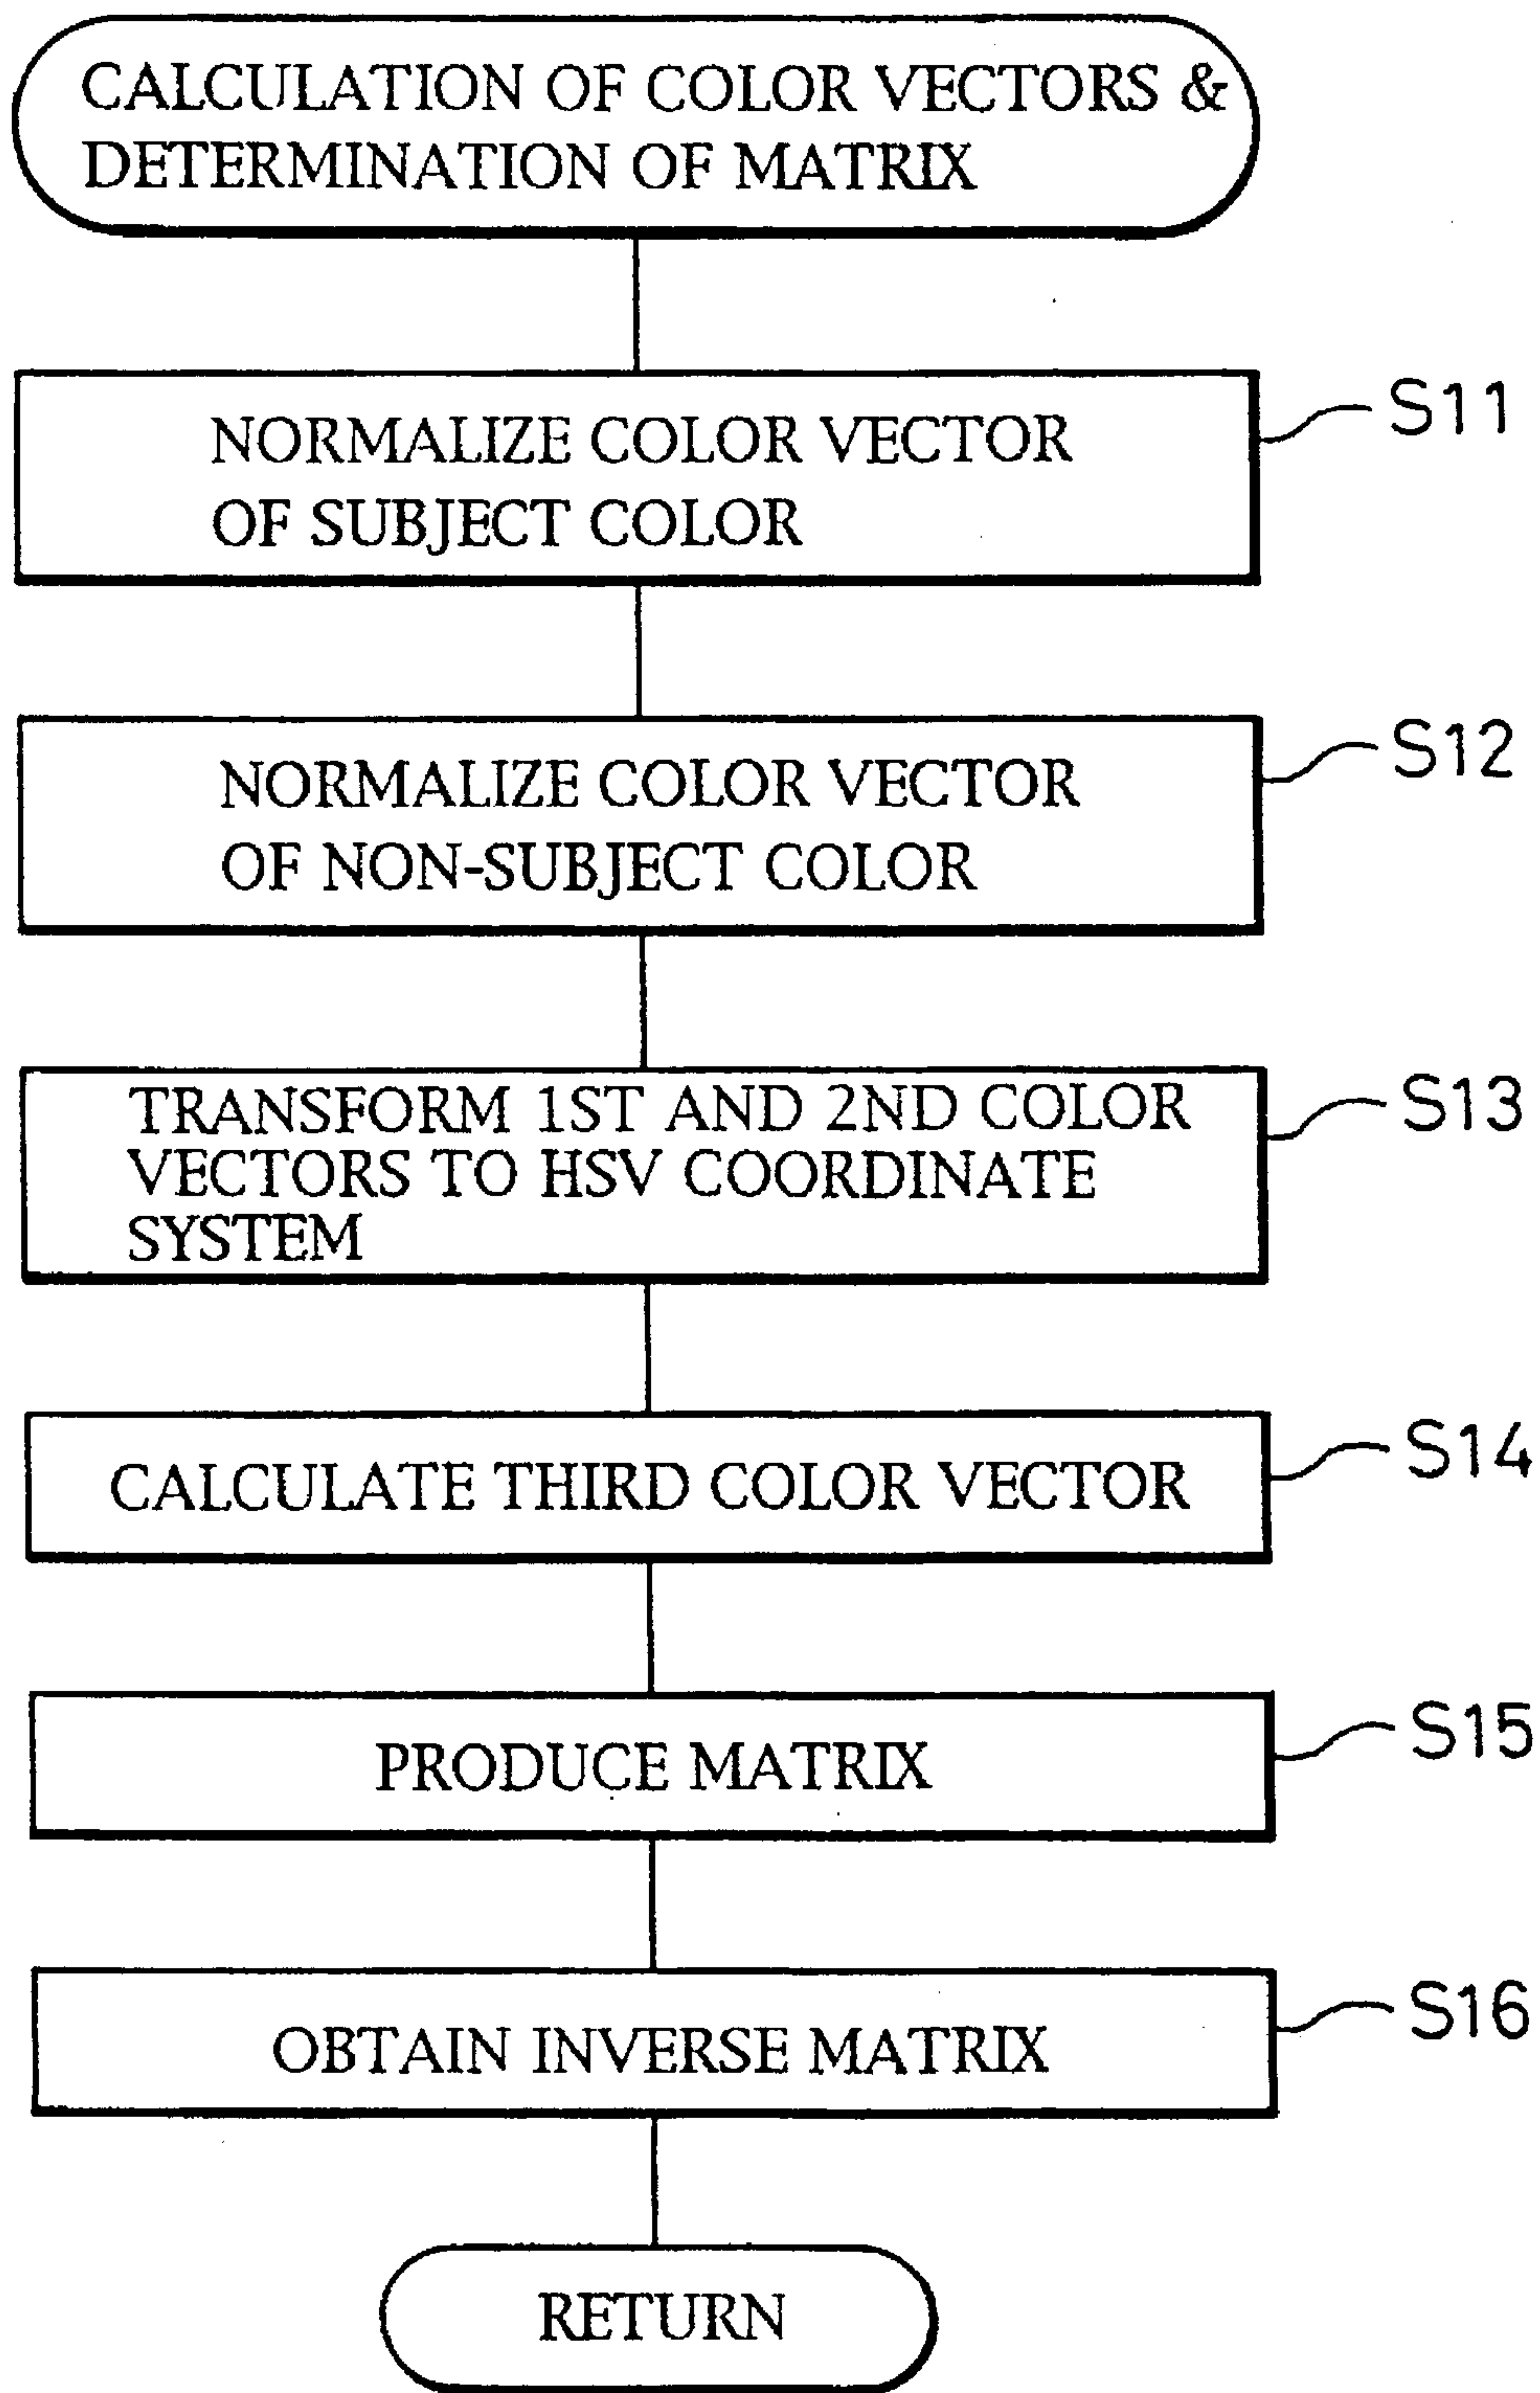 CALCULATION OF COLOR VECTORS &
DETERMINATION OF MATRIX
S11
NORMALIZE COLOR VECTOR
OF SUBJECT COLOR
S12
NORMALIZE COLOR VECTOR
OF NON-SUBJECT COLOR
S13
TRANSFORM 1ST AND 2ND COLOR
VECTORS TO HSV COORDINATE
SYSTEM
S14
CALCULATE THIRD COLOR VECTOR
S15
PRODUCE MATRIX
S16
OBTAIN INVERSE MATRIX
RETURN